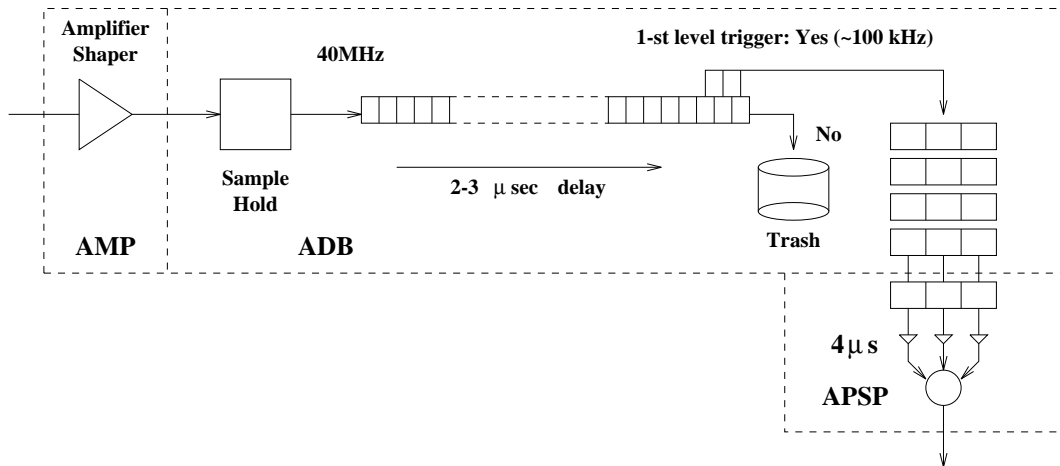 Amplifier
Shaper
40MHz
1-st level trigger: Yes (~100 kHz)
No
Sample
Hold
2-3 μ sec delay
Trash
AMP
ADB
4μs
APSP